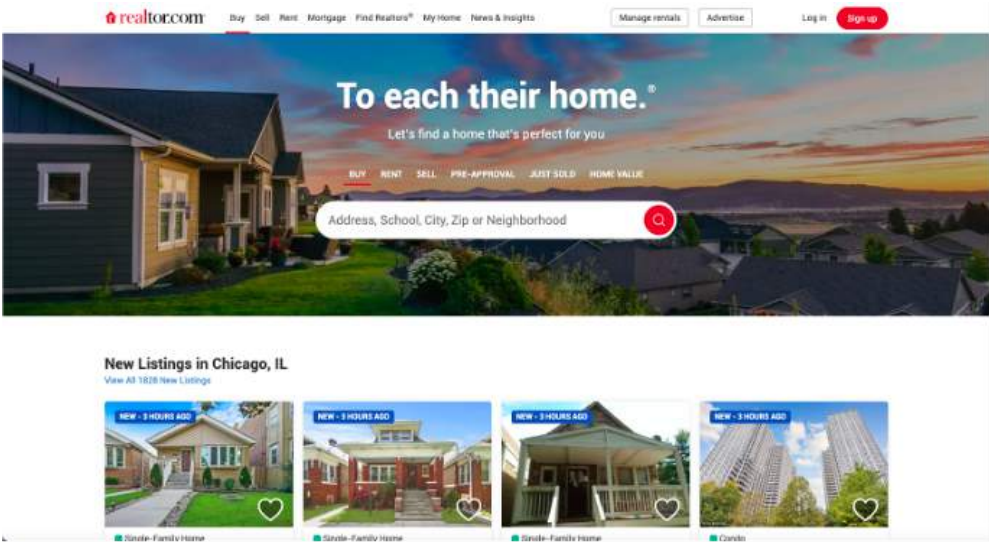 realtor.com
Buy Sell Rent Mortgage Find Realtors® My Home News & Insights Manage rentals Advertise Log in Sign up
To each their home.®
Let's find a home that's perfect for you
BUY RENT SELL PRE-APPROVAL JUST SOLD HOME VALUE
Address, School, City, Zip or Neighborhood
New Listings in Chicago, IL
View All 1828 New Listings
NEW - 3 HOURS AGO NEW - 3 HOURS AGO NEW - 3 HOURS AGO NEW - 3 HOURS AGO
Single-Family Home Single-Family Home Single-Family Home Condo